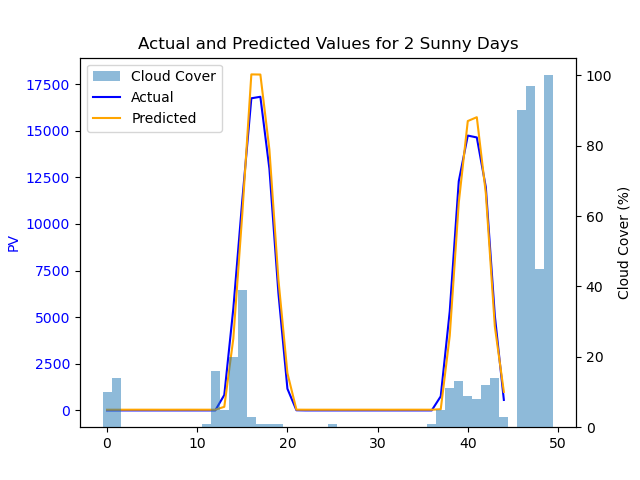 Actual and Predicted Values for 2 Sunny Days
Cloud Cover
Actual
Predicted
17500
15000
12500
10000
7500
5000
2500
0
PV
100
80
60
40
20
0
Cloud Cover (%)
0 10 20 30 40 50